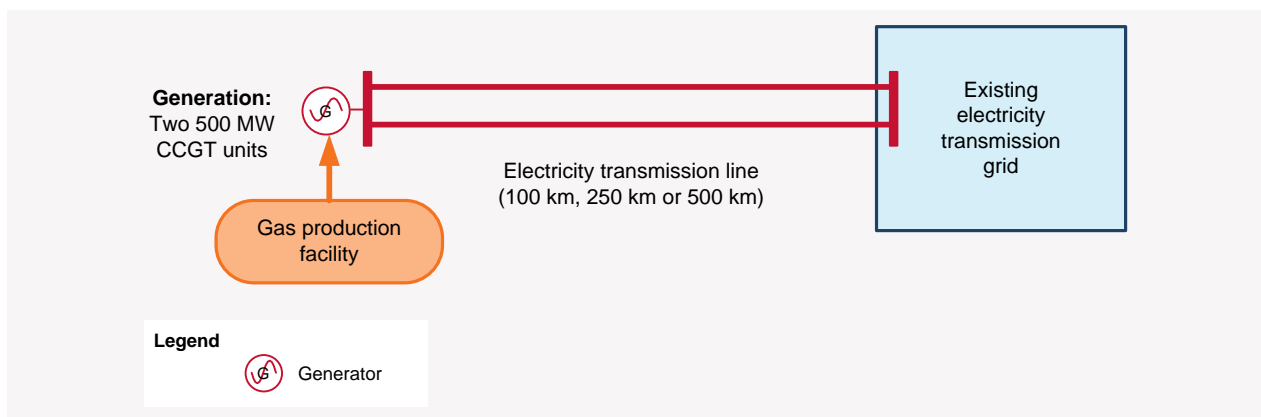 Generation:
Two 500 MW
CCGT units
G
Existing
electricity
transmission
grid
Electricity transmission line
(100 km, 250 km or 500 km)
Gas production
facility
Legend
G
Generator